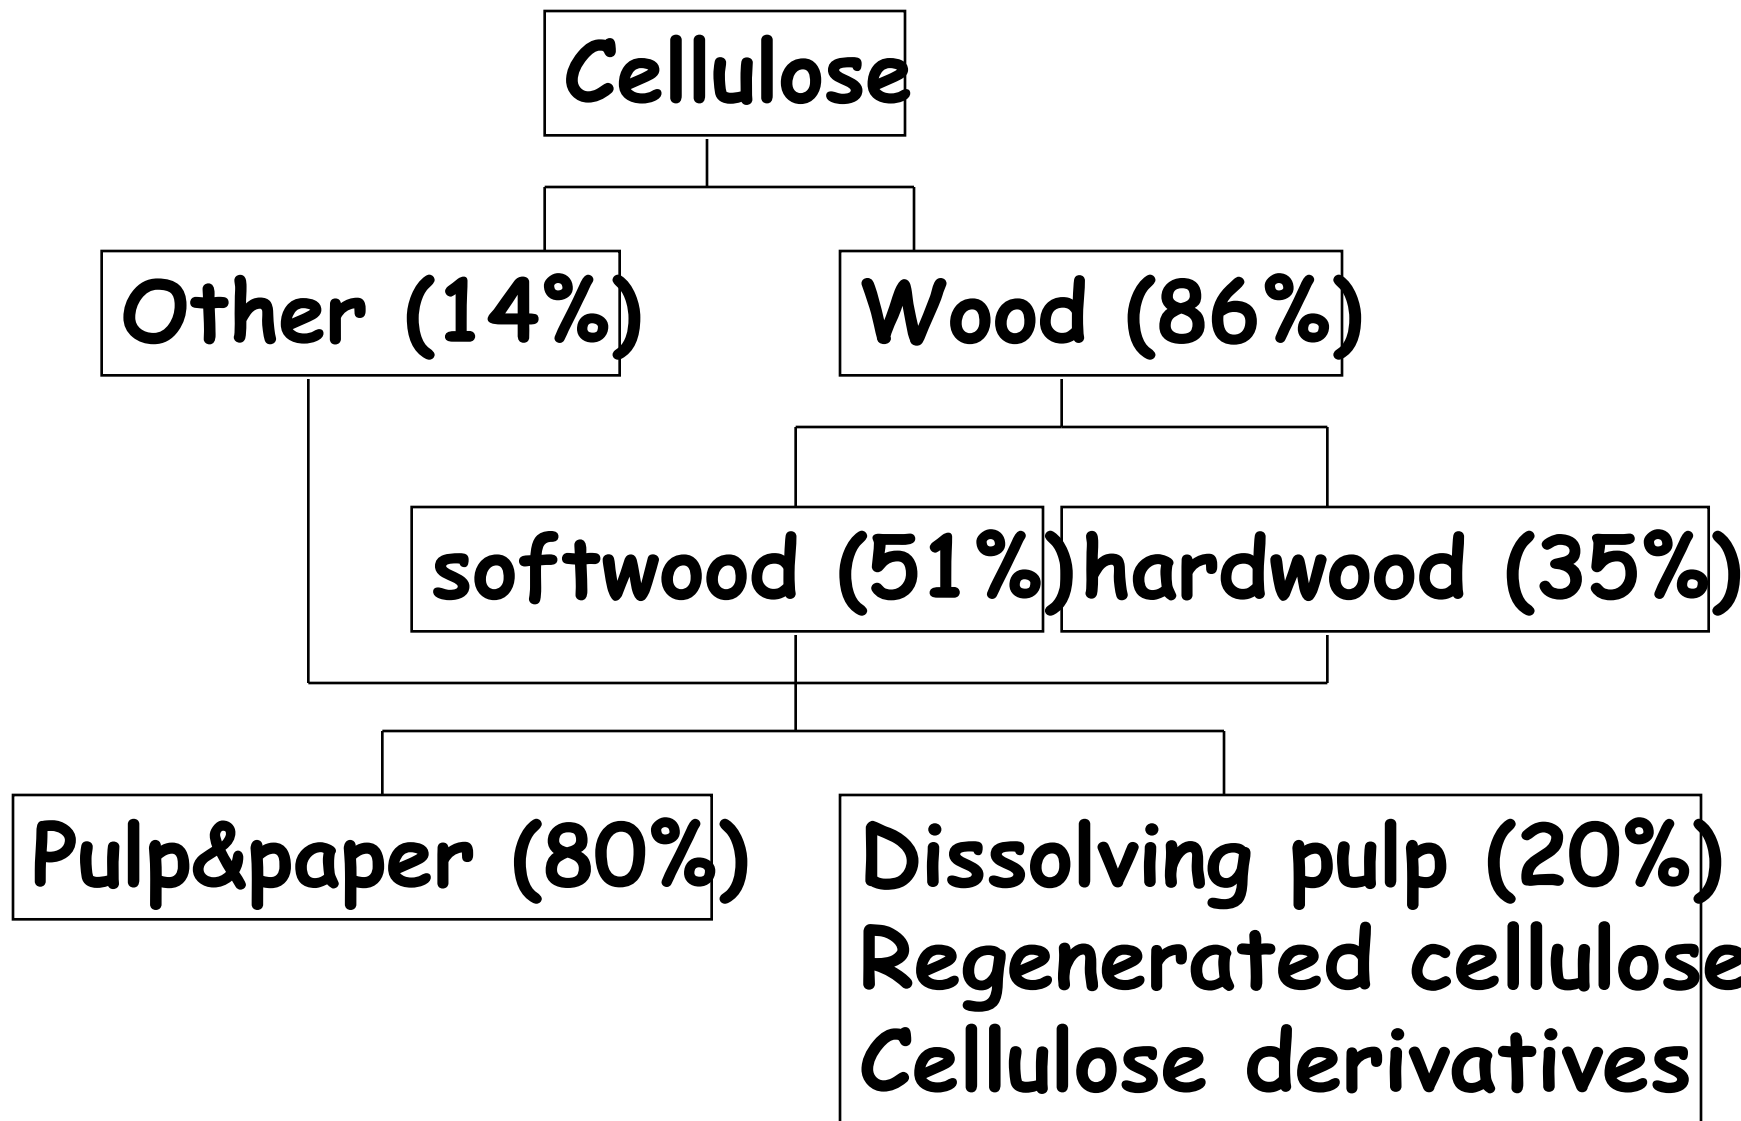 Cellulose
Other (14%)
Wood (86%)
softwood (51%)
hardwood (35%)
Pulp&paper (80%)
Dissolving pulp (20%)
Regenerated cellulose
Cellulose derivatives